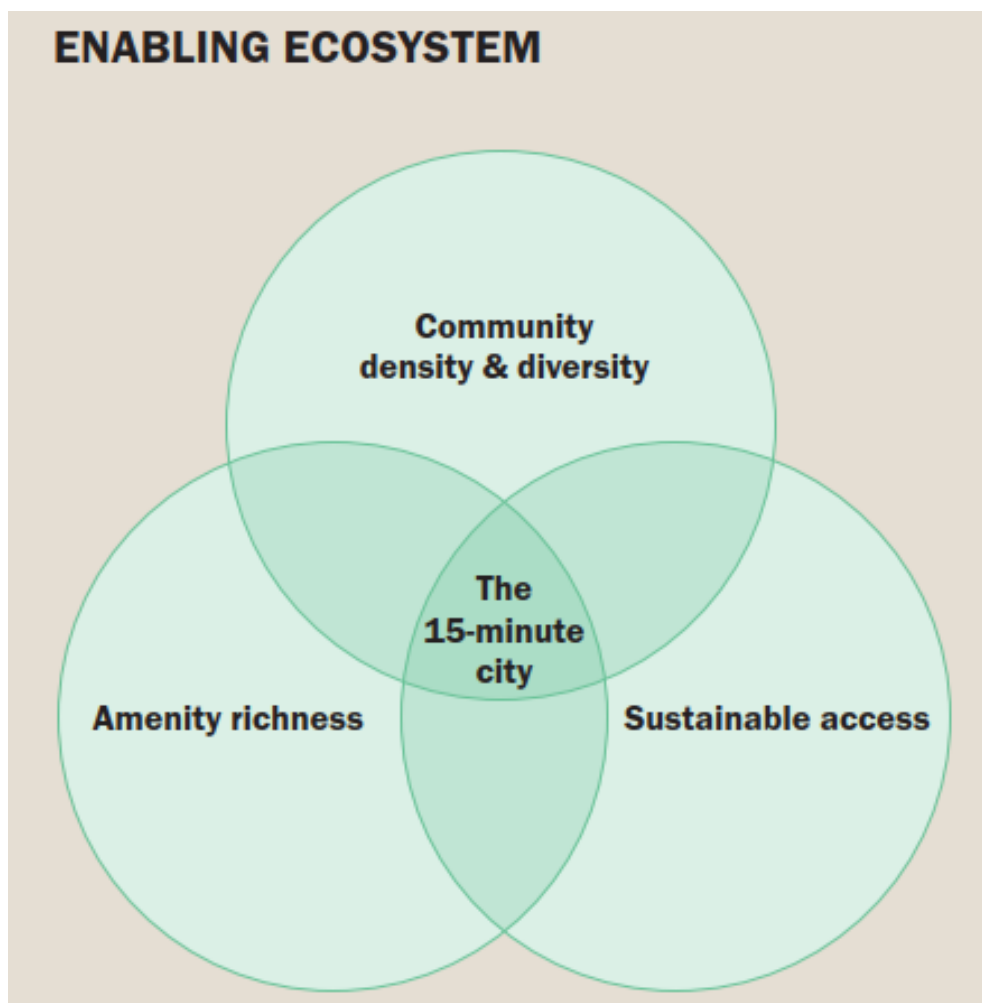 ENABLING ECOSYSTEM
Community
density & diversity
The
15-minute
city
Amenity richness
Sustainable access